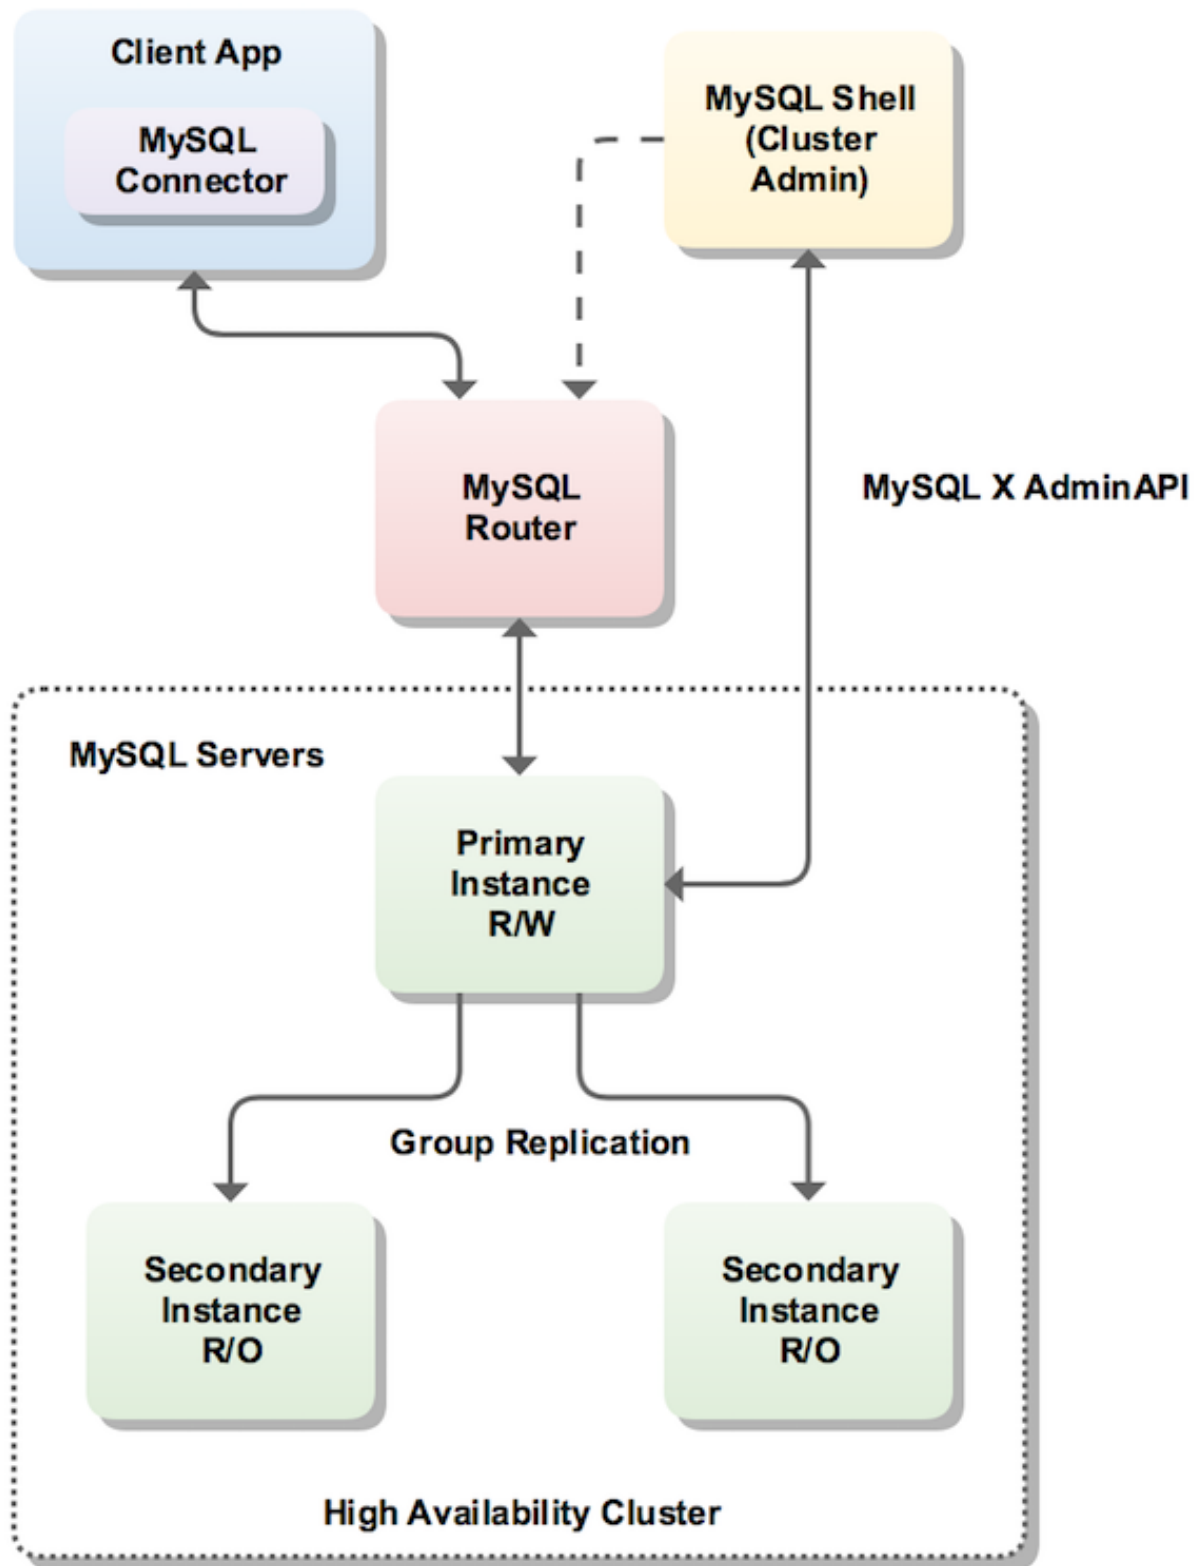 Client App
MySQL
Connector
MySQL Shell
(Cluster
Admin)
MySQL
Router
MySQL X AdminAPI
MySQL Servers
Primary
Instance
R/W
Group Replication
Secondary
Instance
R/O
Secondary
Instance
R/O
High Availability Cluster